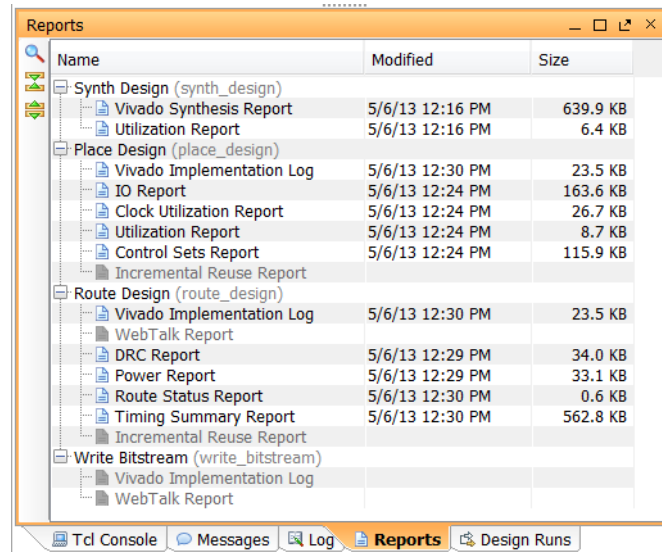 Reports
Name Modified Size
Synth Design (synth_design)
Vivado Synthesis Report 5/6/13 12:16 PM 639.9 KB
Utilization Report 5/6/13 12:16 PM 6.4 KB
Place Design (place_design)
Vivado Implementation Log 5/6/13 12:30 PM 23.5 KB
IO Report 5/6/13 12:24 PM 163.6 KB
Clock Utilization Report 5/6/13 12:24 PM 26.7 KB
Utilization Report 5/6/13 12:24 PM 8.7 KB
Control Sets Report 5/6/13 12:24 PM 115.9 KB
Incremental Reuse Report
Route Design (route_design)
Vivado Implementation Log 5/6/13 12:30 PM 23.5 KB
WebTalk Report
DRC Report 5/6/13 12:29 PM 34.0 KB
Power Report 5/6/13 12:29 PM 33.1 KB
Route Status Report 5/6/13 12:30 PM 0.6 KB
Timing Summary Report 5/6/13 12:30 PM 562.8 KB
Incremental Reuse Report
Write Bitstream (write_bitstream)
Vivado Implementation Log
WebTalk Report
Tcl Console Messages Log Reports Design Runs